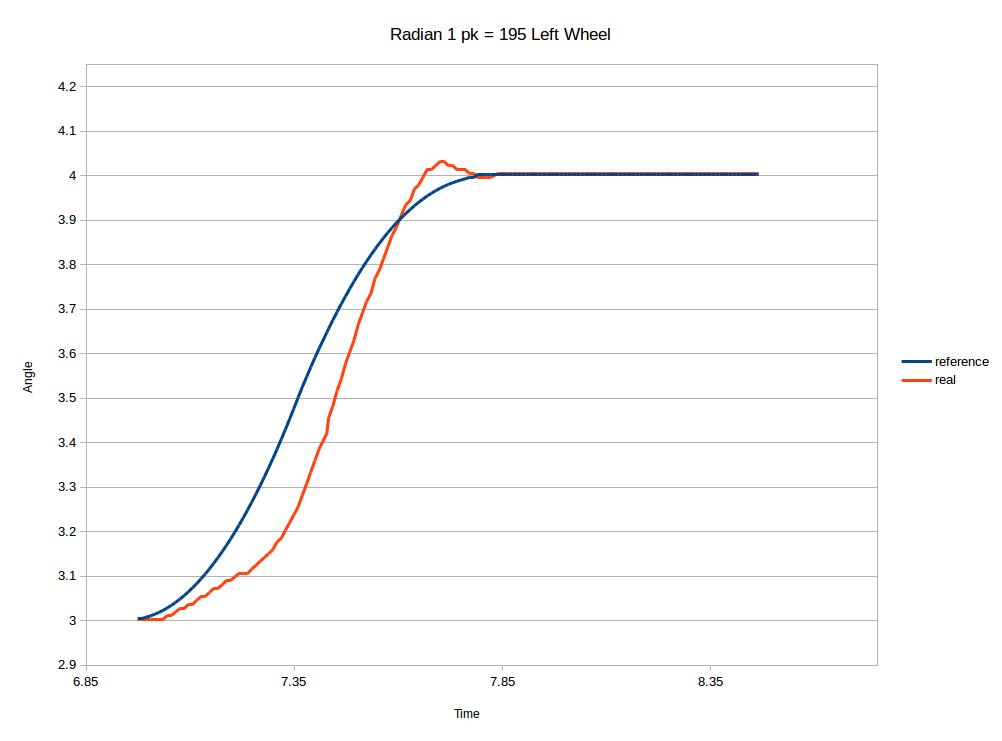 Radian 1 pk = 195 Left Wheel
4.2
4.1
4
3.9
3.8
3.7
3.6
3.5
3.4
3.3
3.2
3.1
3
2.9
Angle
reference
real
6.85 7.35 7.85 8.35
Time